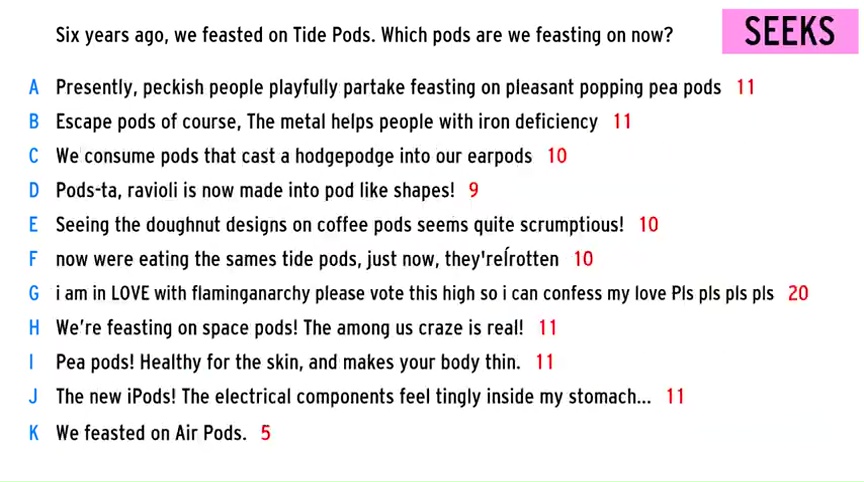 Six years ago, we feasted on Tide Pods. Which pods are we feasting on now?
SEEKS
A Presently, peckish people playfully partake feasting on pleasant popping pea pods 11
B Escape pods of course, The metal helps people with iron deficiency 11
C We consume pods that cast a hodgepodge into our earpods 10
D Pods-ta, ravioli is now made into pod like shapes! 9
E Seeing the doughnut designs on coffee pods seems quite scrumptious! 10
F now were eating the sames tide pods, just now, they'reÍrotten 10
G i am in LOVE with flaminganarchy please vote this high so i can confess my love Pls pls pls pls 20
H We're feasting on space pods! The among us craze is real! 11
I Pea pods! Healthy for the skin, and makes your body thin. 11
J The new iPods! The electrical components feel tingly inside my stomach... 11
K We feasted on Air Pods. 5